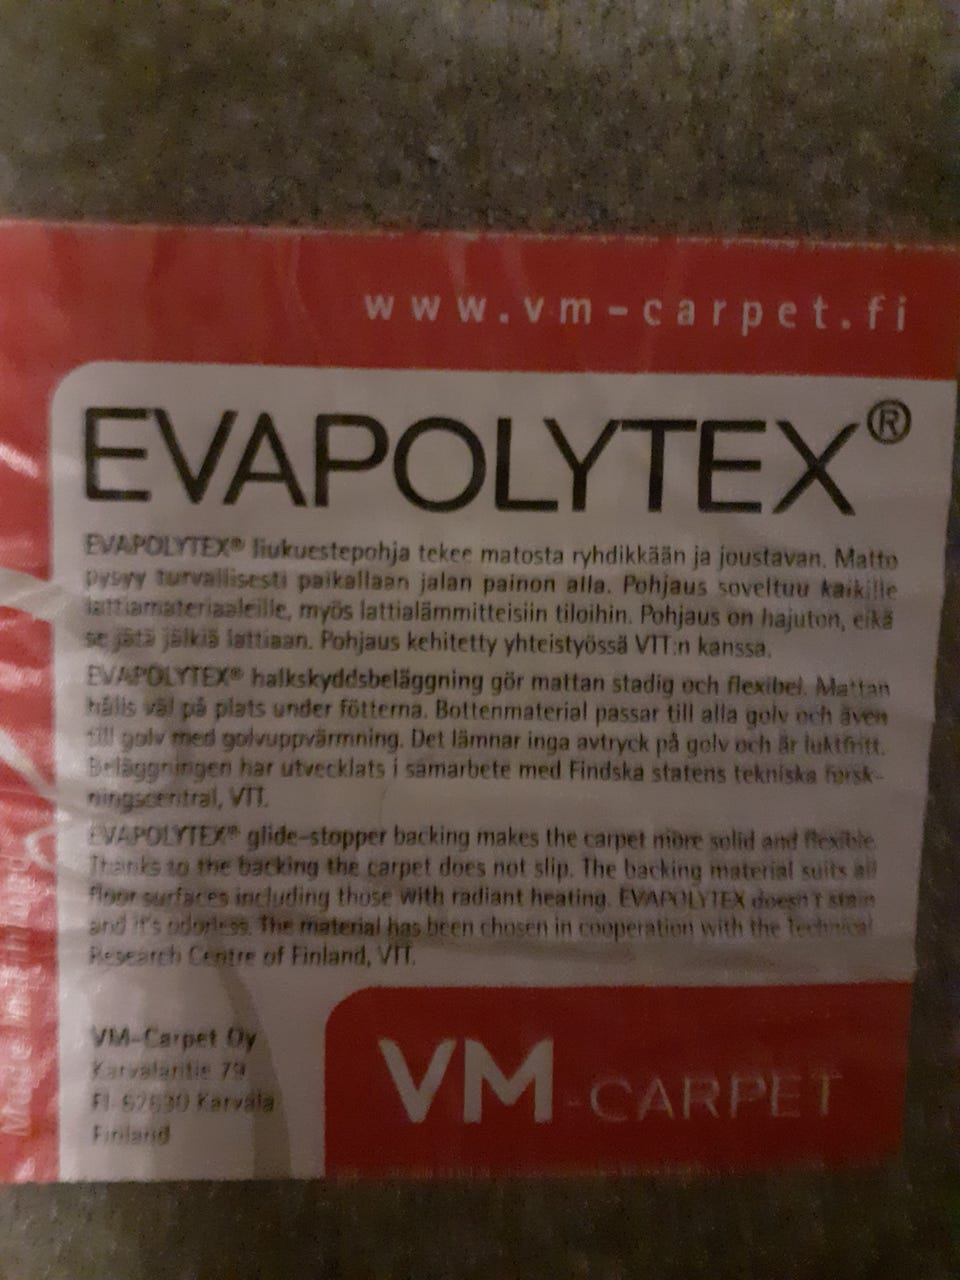 www.vm-carpet.fi
EVAPOLYTEX®
EVAPOLYTEX® liukuestepohja tekee matosta ryhdikkään ja joustavan. Matto
pysyy turvallisesti paikallaan jalan painon alla. Pohjaus soveltuu kaikille
lattiamateriaaleille, myös lattialämmitteisiin tiloihin. Pohjaus on hajuton, eikä
se jätä jälkiä lattiaan. Pohjaus kehitetty yhteistyössä VTT:n kanssa.
EVAPOLYTEX® halkskyddsbeläggning gör mattan stadig och flexibel. Mattan
hålls väl på plats under fötterna. Bottenmaterial passar till alla golv och även
till golv med golvuppvärmning. Det lämnar inga avtryck på golv och är luktfritt.
Beläggningen har utvecklats i samarbete med Findska statens tekniska forsk-
ningscentral, VTT.
EVAPOLYTEX® glide-stopper backing makes the carpet more solid and flexible.
Thanks to the backing the carpet does not slip. The backing material suits all
floor surfaces including those with radiant heating. EVAPOLYTEX doesn't stain
and it's odorless. The material has been chosen in cooperation with the Technical
Research Centre of Finland, VTT.
VM-Carpet Oy
Karvalantie 79
FI-62630 Karvala
Finland
VM-CARPET
Made in